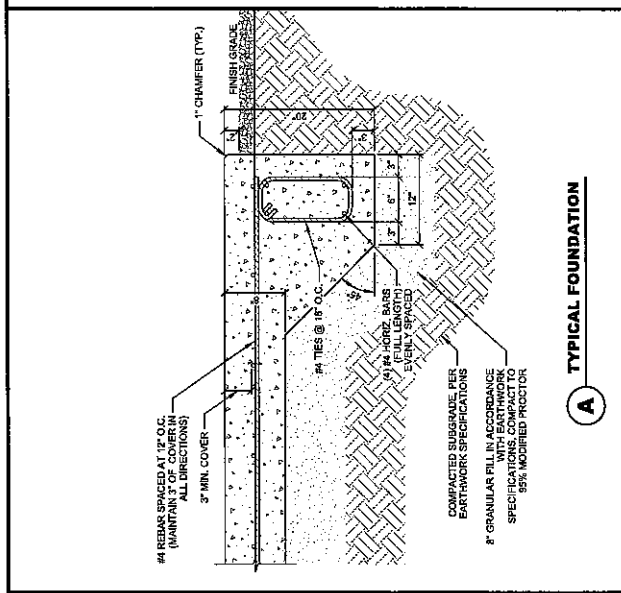 #4 REBAR SPACED AT 12" O.C.
(MAINTAIN 3" OF COVER IN
ALL DIRECTIONS)
3" MIN. COVER
1" CHAMFER (TYP.)
FINISH GRADE
2"
20"
3"
8"
#4 TIES @ 18" O.C.
45°
(4) #4 HORIZ. BARS
(FULL LENGTH)
EVENLY SPACED
3"
6"
3"
12"
COMPACTED SUBGRADE, PER
EARTHWORK SPECIFICATIONS
8" GRANULAR FILL IN ACCORDANCE
WITH EARTHWORK
SPECIFICATIONS, COMPACT TO
95% MODIFIED PROCTOR
A
TYPICAL FOUNDATION